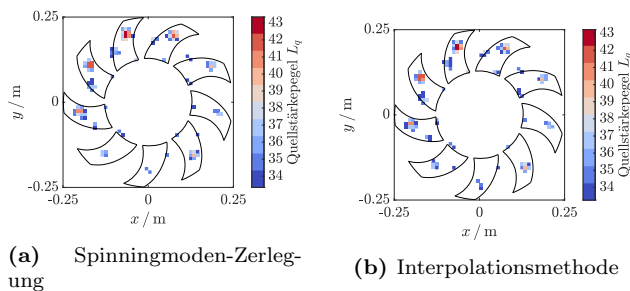 0.25
0
-0.25
y / m
-0.25 0 0.25
x / m
43
42
41
40
39
38
37
36
35
34
Quellstärkepegel L_q
(a) Spinningmoden-Zerleg-
ung
0.25
0
-0.25
y / m
-0.25 0 0.25
x / m
43
42
41
40
39
38
37
36
35
34
Quellstärkepegel L_q
(b) Interpolationsmethode